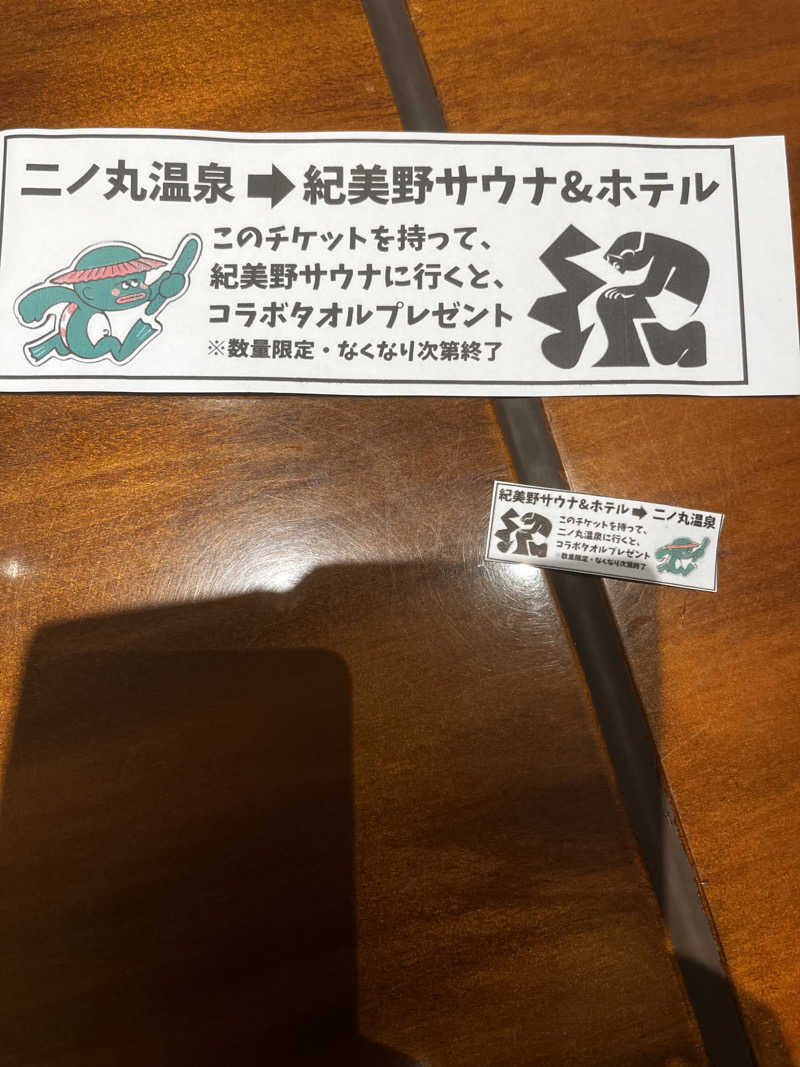 二ノ丸温泉➡紀美野サウナ&ホテル
このチケットを持って、
紀美野サウナに行くと、
コラボタオルプレゼント
※数量限定・なくなり次第終了
紀美野サウナ&ホテル➡二ノ丸温泉
このチケットを持って、
二ノ丸温泉に行くと、
コラボタオルプレゼント
※数量限定・なくなり次第終了